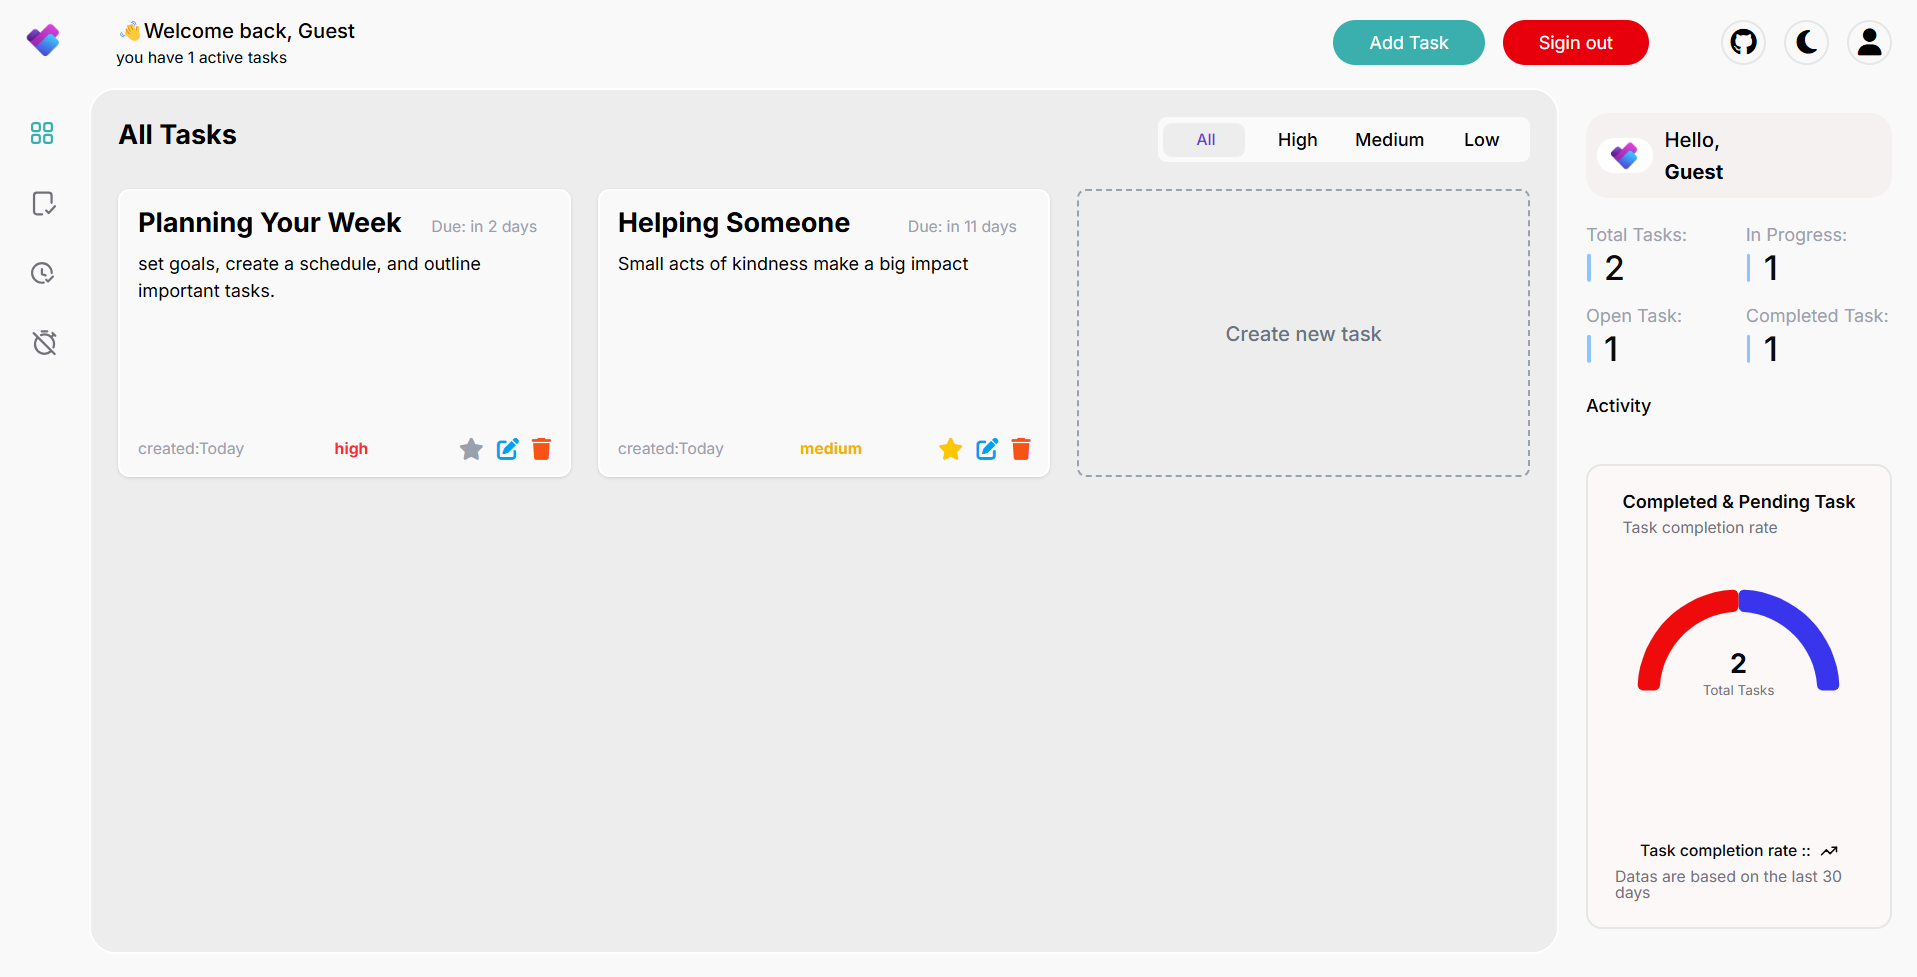 👋Welcome back, Guest
you have 1 active tasks
Add Task
Sigin out
All Tasks
All
High
Medium
Low
Planning Your Week
Due: in 2 days
set goals, create a schedule, and outline
important tasks.
created:Today
high
Helping Someone
Due: in 11 days
Small acts of kindness make a big impact
created:Today
medium
Create new task
Hello,
Guest
Total Tasks:
2
In Progress:
1
Open Task:
1
Completed Task:
1
Activity
Completed & Pending Task
Task completion rate
2
Total Tasks
Task completion rate ::
Datas are based on the last 30
days